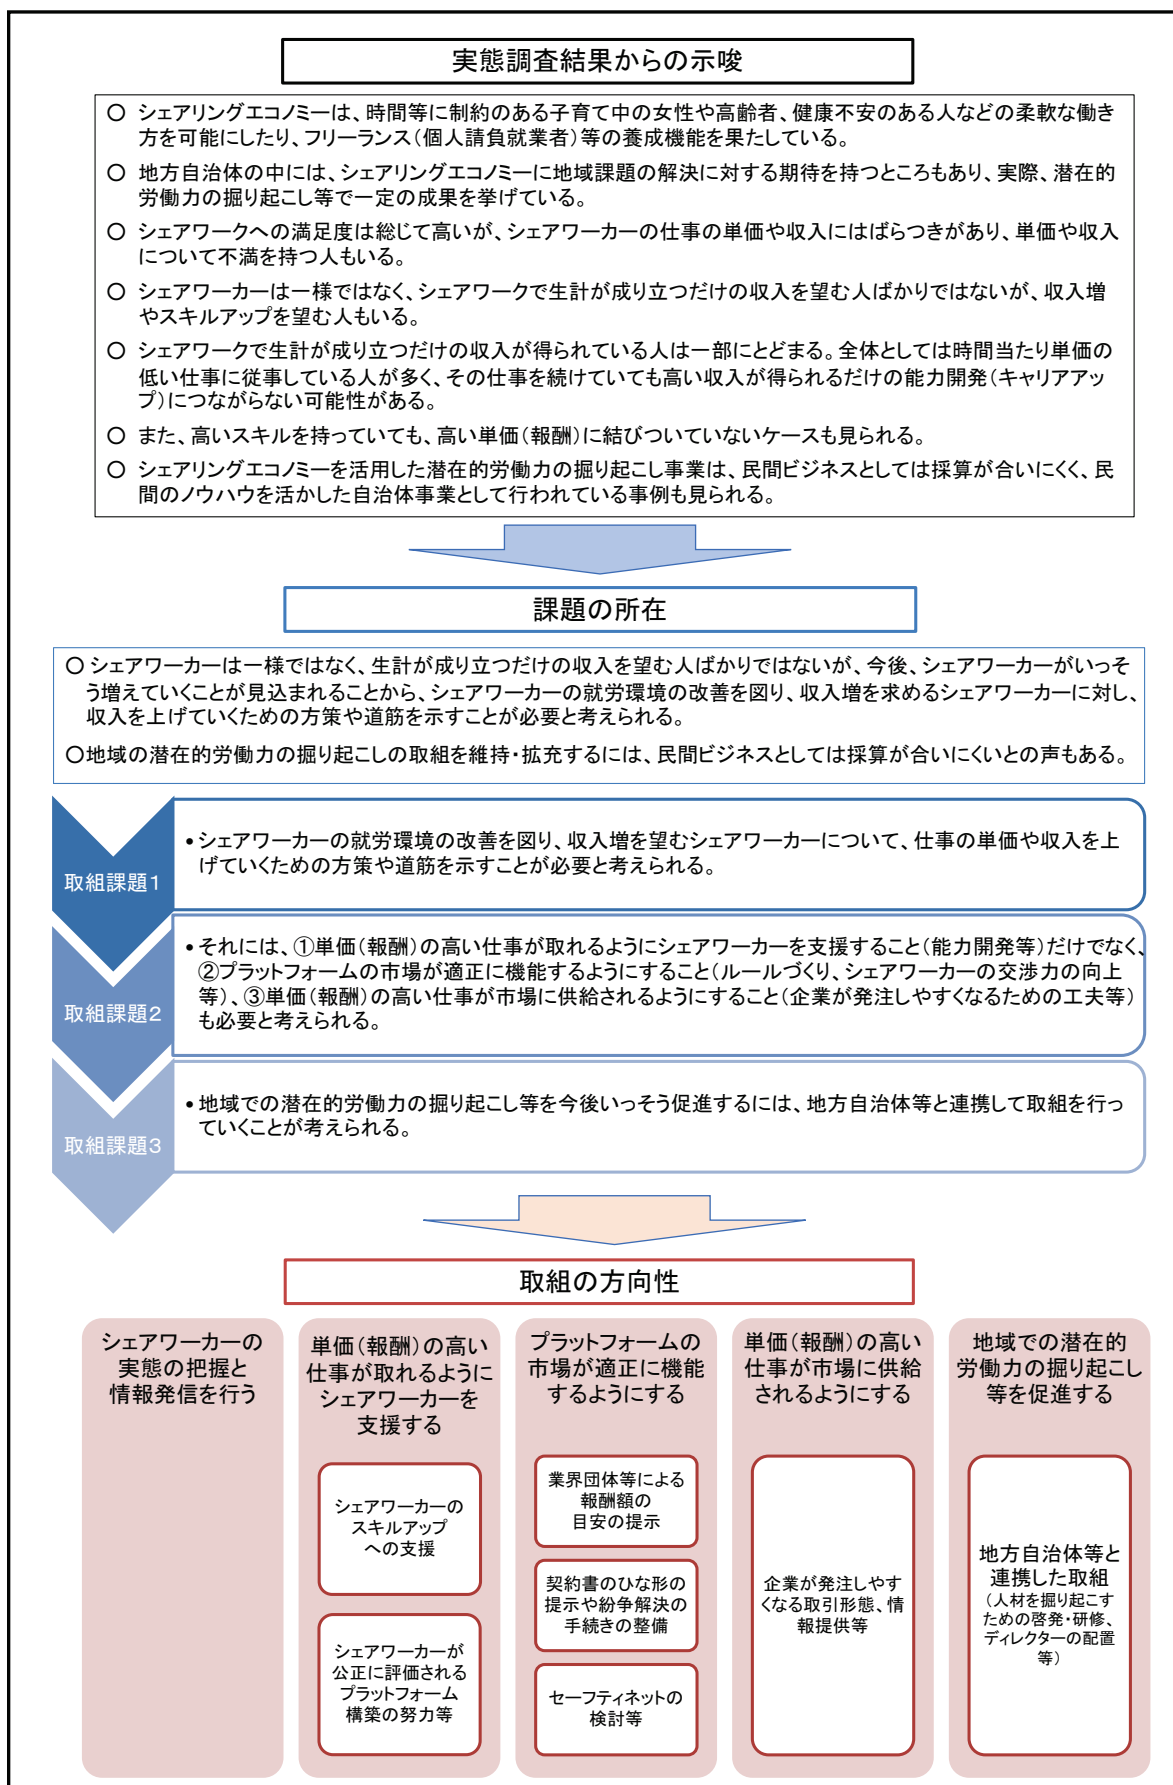 実態調査結果からの示唆
○ シェアリングエコノミーは、時間等に制約のある子育て中の女性や高齢者、健康不安のある人などの柔軟な働き
方を可能にしたり、フリーランス（個人請負就業者）等の養成機能を果たしている。
○ 地方自治体の中には、シェアリングエコノミーに地域課題の解決に対する期待を持つところもあり、実際、潜在的
労働力の掘り起こし等で一定の成果を挙げている。
○ シェアワークへの満足度は総じて高いが、シェアワーカーの仕事の単価や収入にはばらつきがあり、単価や収入
について不満を持つ人もいる。
○ シェアワーカーは一様ではなく、シェアワークで生計が成り立つだけの収入を望む人ばかりではないが、収入増
やスキルアップを望む人もいる。
○ シェアワークで生計が成り立つだけの収入が得られている人は一部にとどまる。全体としては時間当たり単価の
低い仕事に従事している人が多く、その仕事を続けていても高い収入が得られるだけの能力開発（キャリアアッ
プ）につながらない可能性がある。
○ また、高いスキルを持っていても、高い単価（報酬）に結びついていないケースも見られる。
○ シェアリングエコノミーを活用した潜在的労働力の掘り起こし事業は、民間ビジネスとしては採算が合いにくく、民
間のノウハウを活かした自治体事業として行われている事例も見られる。
課題の所在
○ シェアワーカーは一様ではなく、生計が成り立つだけの収入を望む人ばかりではないが、今後、シェアワーカーがいっそ
う増えていくことが見込まれることから、シェアワーカーの就労環境の改善を図り、収入増を求めるシェアワーカーに対し、
収入を上げていくための方策や道筋を示すことが必要と考えられる。
○地域の潜在的労働力の掘り起こしの取組を維持・拡充するには、民間ビジネスとしては採算が合いにくいとの声もある。
取組課題１
• シェアワーカーの就労環境の改善を図り、収入増を望むシェアワーカーについて、仕事の単価や収入を上
げていくための方策や道筋を示すことが必要と考えられる。
取組課題２
• それには、①単価（報酬）の高い仕事が取れるようにシェアワーカーを支援すること（能力開発等）だけでなく、
②プラットフォームの市場が適正に機能するようにすること（ルールづくり、シェアワーカーの交渉力の向上
等）、③単価（報酬）の高い仕事が市場に供給されるようにすること（企業が発注しやすくなるための工夫等）
も必要と考えられる。
取組課題３
• 地域での潜在的労働力の掘り起こし等を今後いっそう促進するには、地方自治体等と連携して取組を行っ
ていくことが考えられる。
取組の方向性
シェアワーカーの
実態の把握と
情報発信を行う
単価（報酬）の高い
仕事が取れるように
シェアワーカーを
支援する
シェアワーカーの
スキルアップ
への支援
シェアワーカーが
公正に評価される
プラットフォーム
構築の努力等
プラットフォームの
市場が適正に機能
するようにする
業界団体等による
報酬額の
目安の提示
契約書のひな形の
提示や紛争解決の
手続きの整備
セーフティネットの
検討等
単価（報酬）の高い
仕事が市場に供給
されるようにする
企業が発注しやす
くなる取引形態、情
報提供等
地域での潜在的
労働力の掘り起こし
等を促進する
地方自治体等と
連携した取組
（人材を掘り起こす
ための啓発・研修、
ディレクターの配置
等）